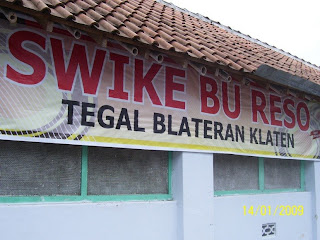 SWIKE BU RESO
TEGAL BLATERAN KLATEN
14/01/2009